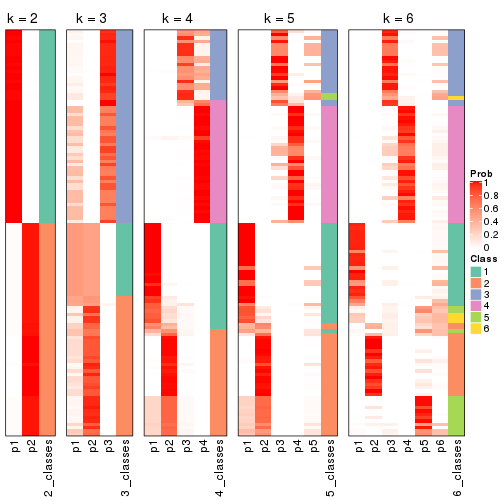 k = 2
k = 3
k = 4
k = 5
k = 6
Prob
1
0.8
0.6
0.4
0.2
0
Class
1
2
3
4
5
6
p1
p2
2_classes
p1
p2
p3
3_classes
p1
p2
p3
p4
4_classes
p1
p2
p3
p4
p5
5_classes
p1
p2
p3
p4
p5
p6
6_classes